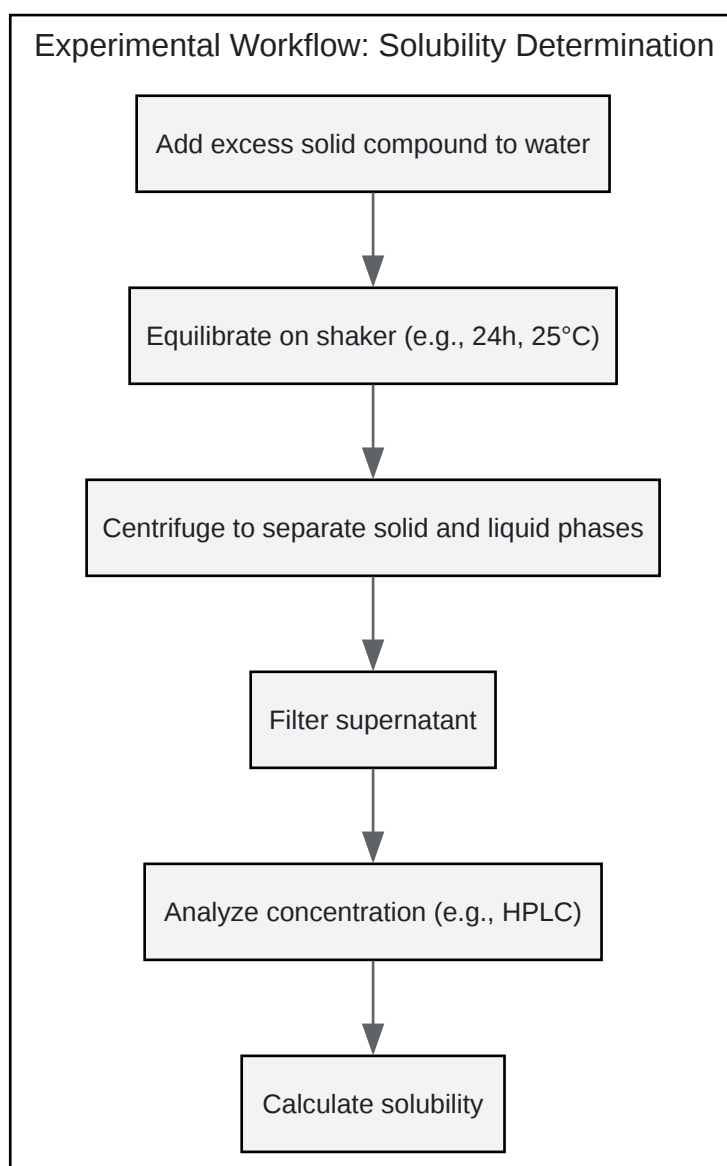 Experimental Workflow: Solubility Determination
Add excess solid compound to water
Equilibrate on shaker (e.g., 24h, 25°C)
Centrifuge to separate solid and liquid phases
Filter supernatant
Analyze concentration (e.g., HPLC)
Calculate solubility